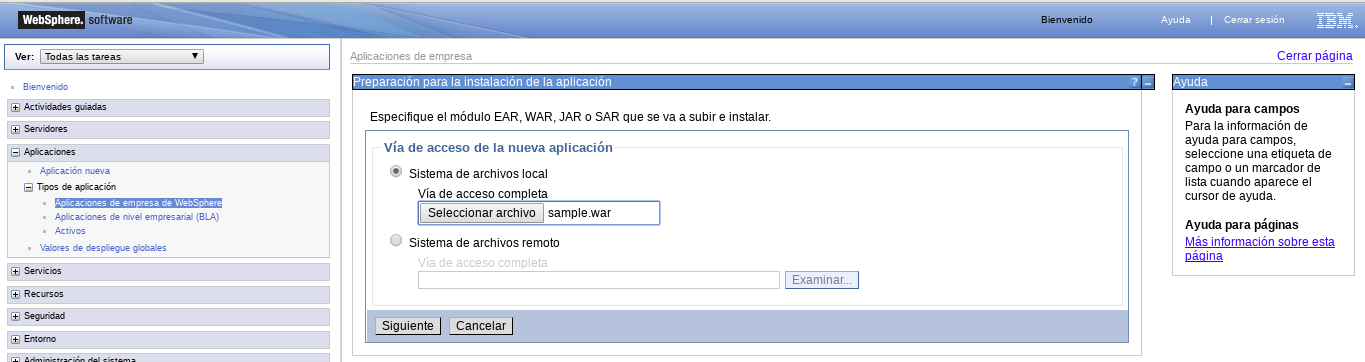 WebSphere. software
Bienvenido Ayuda | Cerrar sesión IBM.
Ver: Todas las tareas
Bienvenido
Actividades guiadas
Servidores
Aplicaciones
Aplicación nueva
Tipos de aplicación
Aplicaciones de empresa de WebSphere
Aplicaciones de nivel empresarial (BLA)
Activos
Valores de despliegue globales
Servicios
Recursos
Seguridad
Entorno
Administración del sistema
Aplicaciones de empresa Cerrar página
Preparación para la instalación de la aplicación ? –
Especifique el módulo EAR, WAR, JAR o SAR que se va a subir e instalar.
Vía de acceso de la nueva aplicación
Sistema de archivos local
Vía de acceso completa
Seleccionar archivo sample.war
Sistema de archivos remoto
Vía de acceso completa
Examinar...
Siguiente Cancelar
Ayuda –
Ayuda para campos
Para la información de
ayuda para campos,
seleccione una etiqueta de
campo o un marcador de
lista cuando aparece el
cursor de ayuda.
Ayuda para páginas
Más información sobre esta
página